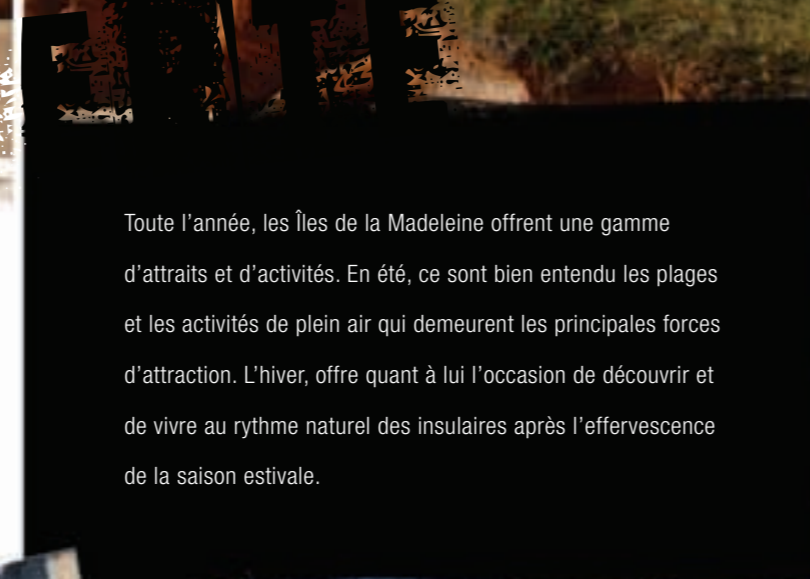 Toute l’année, les Îles de la Madeleine offrent une gamme
d’attraits et d’activités. En été, ce sont bien entendu les plages
et les activités de plein air qui demeurent les principales forces
d’attraction. L’hiver, offre quant à lui l’occasion de découvrir et
de vivre au rythme naturel des insulaires après l’effervescence
de la saison estivale.